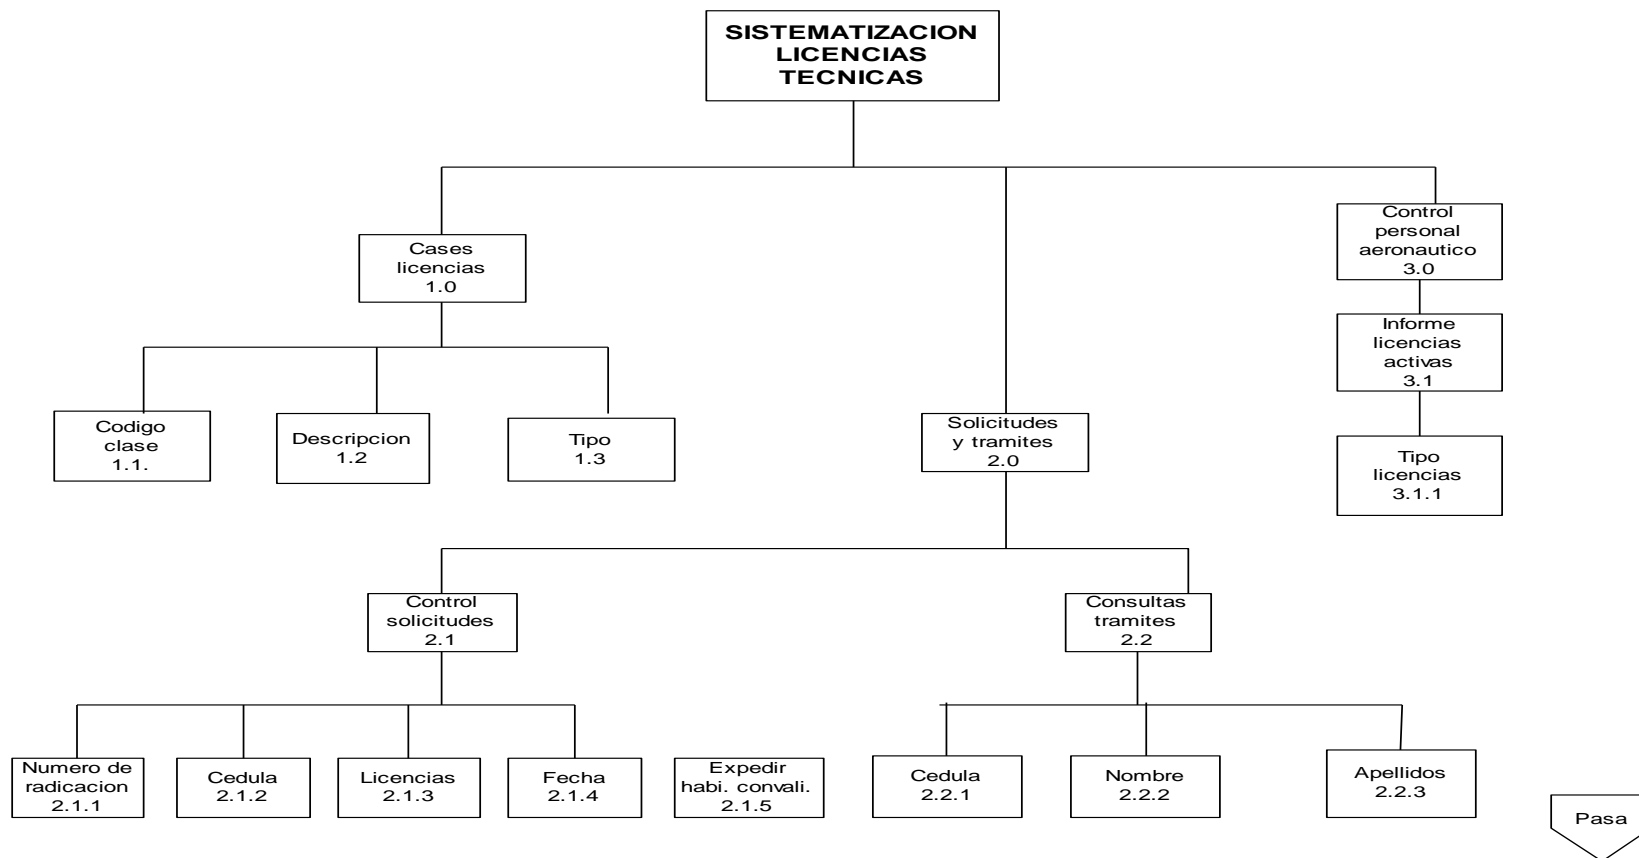 SISTEMATIZACION
LICENCIAS
TECNICAS
Cases
licencias
1.0
Control
personal
aeronautico
3.0
Informe
licencias
activas
3.1
Codigo
clase
1.1.
Descripcion
1.2
Tipo
1.3
Solicitudes
y tramites
2.0
Tipo
licencias
3.1.1
Control
solicitudes
2.1
Consultas
tramites
2.2
Numero de
radicacion
2.1.1
Cedula
2.1.2
Licencias
2.1.3
Fecha
2.1.4
Expedir
habi. convali.
2.1.5
Cedula
2.2.1
Nombre
2.2.2
Apellidos
2.2.3
Pasa